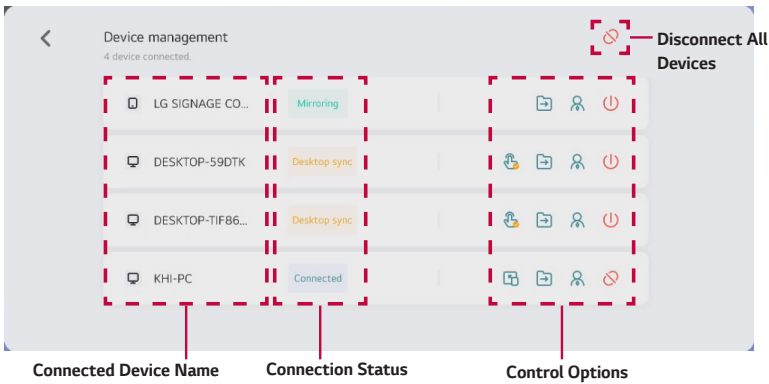 Device management
4 device connected.
Disconnect All
Devices
LG SIGNAGE CO...
Mirroring
DESKTOP-59DTK
Desktop sync
DESKTOP-TIF86...
Desktop sync
KHI-PC
Connected
Connected Device Name
Connection Status
Control Options